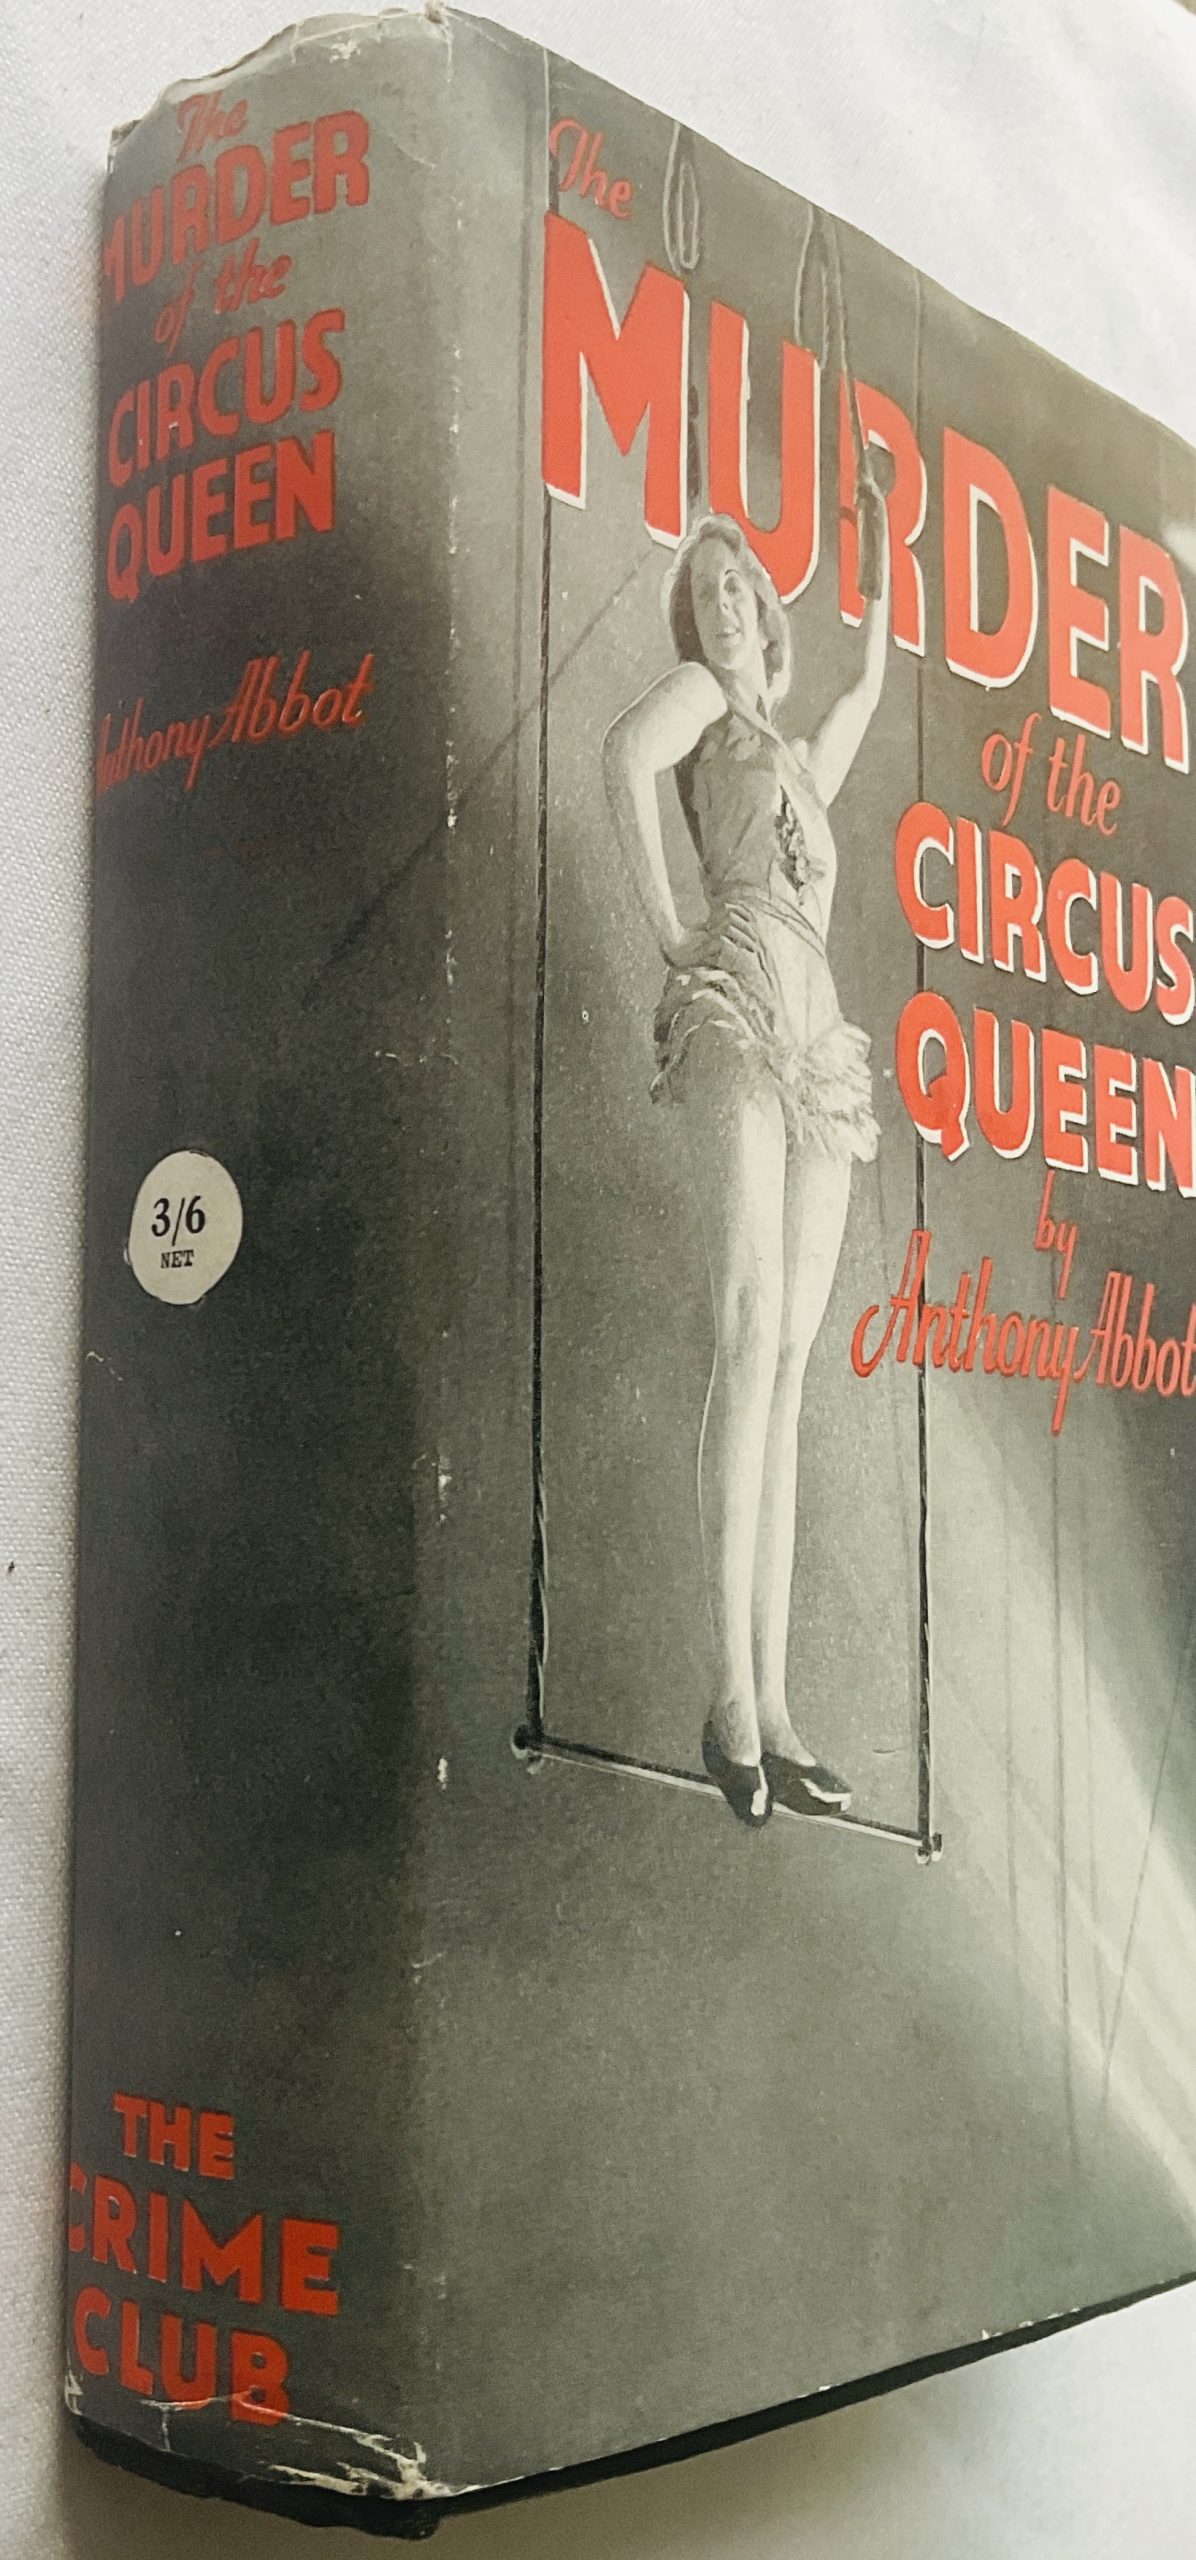 The
MURDER
of the
CIRCUS
QUEEN
Anthony Abbot
3/6
NET
THE
CRIME
CLUB
The
MURDER
of the
CIRCUS
QUEEN
by
Anthony Abbot